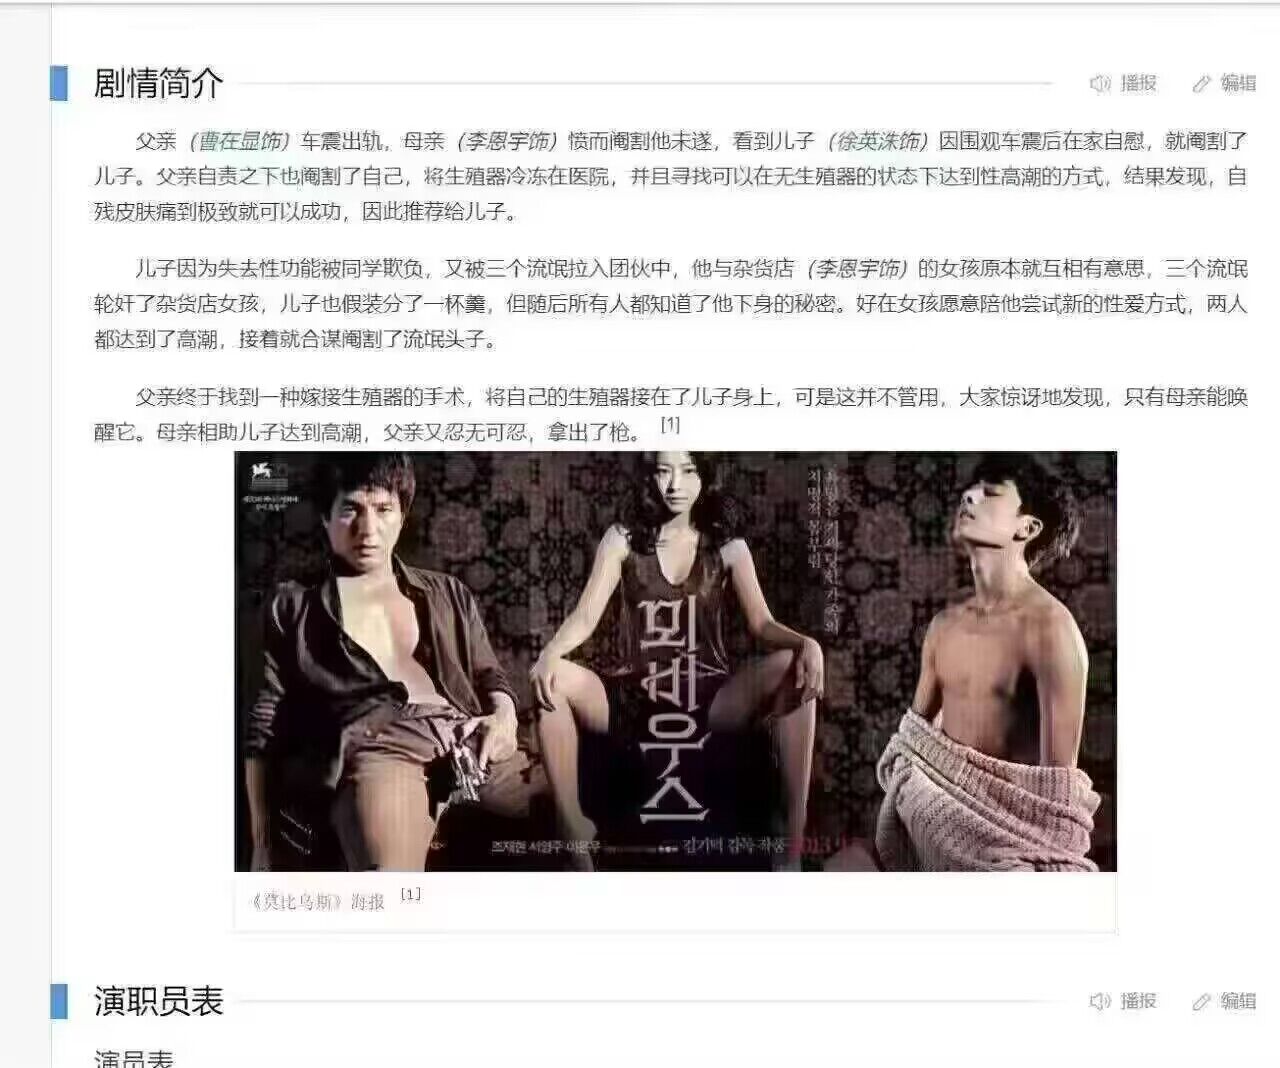 剧情简介
播报
编辑
父亲（曹在显饰）车震出轨，母亲（李恩宇饰）愤而阉割他未遂，看到儿子（徐英洙饰）因围观车震后在家自慰，就阉割了
儿子。父亲自责之下也阉割了自己，将生殖器冷冻在医院，并且寻找可以在无生殖器的状态下达到性高潮的方式，结果发现，自
残皮肤痛到极致就可以成功，因此推荐给儿子。
儿子因为失去性功能被同学欺负，又被三个流氓拉入团伙中，他与杂货店（李恩宇饰）的女孩原本就互相有意思，三个流氓
轮奸了杂货店女孩，儿子也假装分了一杯羹，但随后所有人都知道了他下身的秘密。好在女孩愿意陪他尝试新的性爱方式，两人
都达到了高潮，接着就合谋阉割了流氓头子。
父亲终于找到一种嫁接生殖器的手术，将自己的生殖器接在了儿子身上，可是这并不管用，大家惊讶地发现，只有母亲能唤
醒它。母亲相助儿子达到高潮，父亲又忍无可忍，拿出了枪。 [1]
뫼비우스
조재현 서영주 이은우
김기덕 감독 작품
《莫比乌斯》海报 [1]
演职员表
播报
编辑
演员表